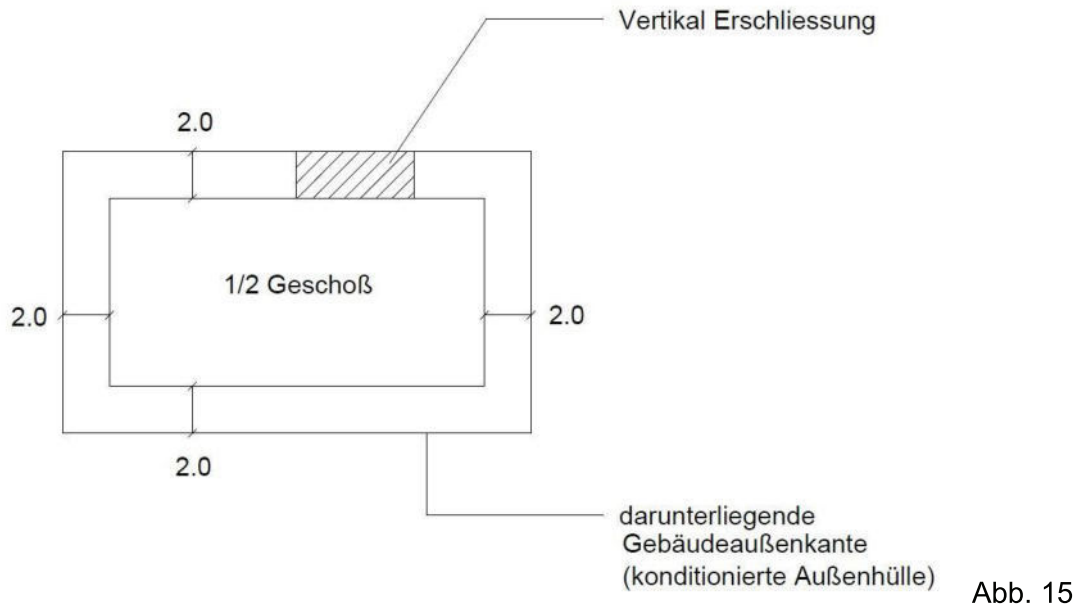 Vertikal Erschliessung
2.0
1/2 Geschoß
2.0
2.0
2.0
darunterliegende
Gebäudeaußenkante
(konditionierte Außenhülle)
Abb. 15